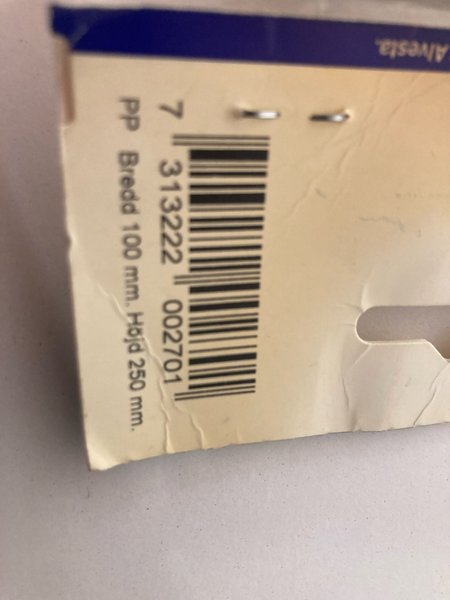 Alvesta.
7 313222 002701
PP Bredd 100 mm. Höjd 250 mm.